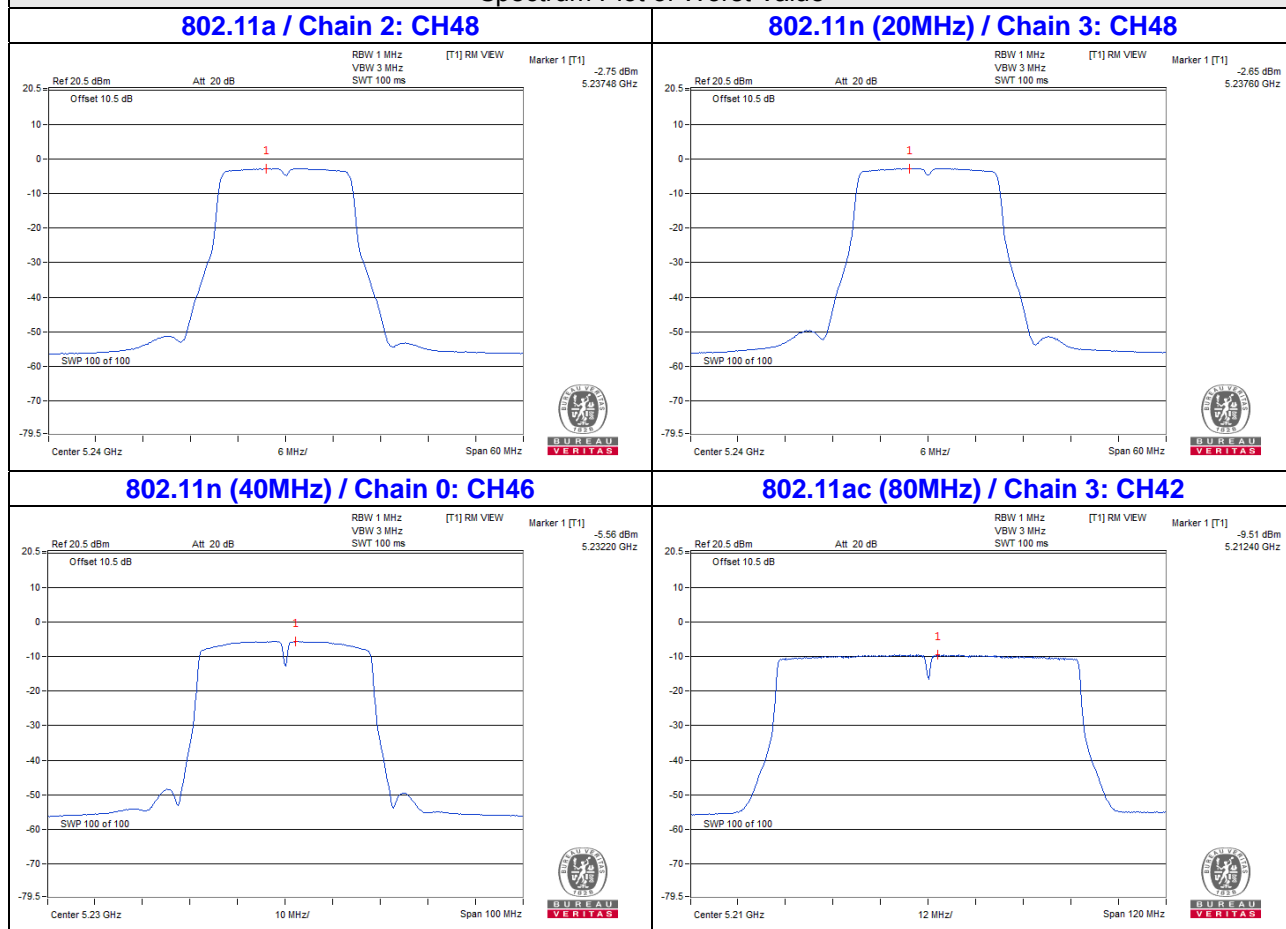 Spectrum Plot of Worst Value
802.11a / Chain 2: CH48
RBW 1 MHz
VBW 3 MHz
SWT 100 ms
[T1] RM VIEW
Marker 1 [T1]
-2.75 dBm
5.23748 GHz
Ref 20.5 dBm
Att 20 dB
20.5
Offset 10.5 dB
10
0
1
-10
-20
-30
-40
-50
SWP 100 of 100
-60
-70
-79.5
Center 5.24 GHz
6 MHz/
Span 60 MHz
BUREAU
VERITAS
802.11n (20MHz) / Chain 3: CH48
RBW 1 MHz
VBW 3 MHz
SWT 100 ms
[T1] RM VIEW
Marker 1 [T1]
-2.65 dBm
5.23760 GHz
Ref 20.5 dBm
Att 20 dB
20.5
Offset 10.5 dB
10
0
1
-10
-20
-30
-40
-50
SWP 100 of 100
-60
-70
-79.5
Center 5.24 GHz
6 MHz/
Span 60 MHz
BUREAU
VERITAS
802.11n (40MHz) / Chain 0: CH46
RBW 1 MHz
VBW 3 MHz
SWT 100 ms
[T1] RM VIEW
Marker 1 [T1]
-5.56 dBm
5.23220 GHz
Ref 20.5 dBm
Att 20 dB
20.5
Offset 10.5 dB
10
0
1
-10
-20
-30
-40
-50
SWP 100 of 100
-60
-70
-79.5
Center 5.23 GHz
10 MHz/
Span 100 MHz
BUREAU
VERITAS
802.11ac (80MHz) / Chain 3: CH42
RBW 1 MHz
VBW 3 MHz
SWT 100 ms
[T1] RM VIEW
Marker 1 [T1]
-9.51 dBm
5.21240 GHz
Ref 20.5 dBm
Att 20 dB
20.5
Offset 10.5 dB
10
0
1
-10
-20
-30
-40
-50
SWP 100 of 100
-60
-70
-79.5
Center 5.21 GHz
12 MHz/
Span 120 MHz
BUREAU
VERITAS